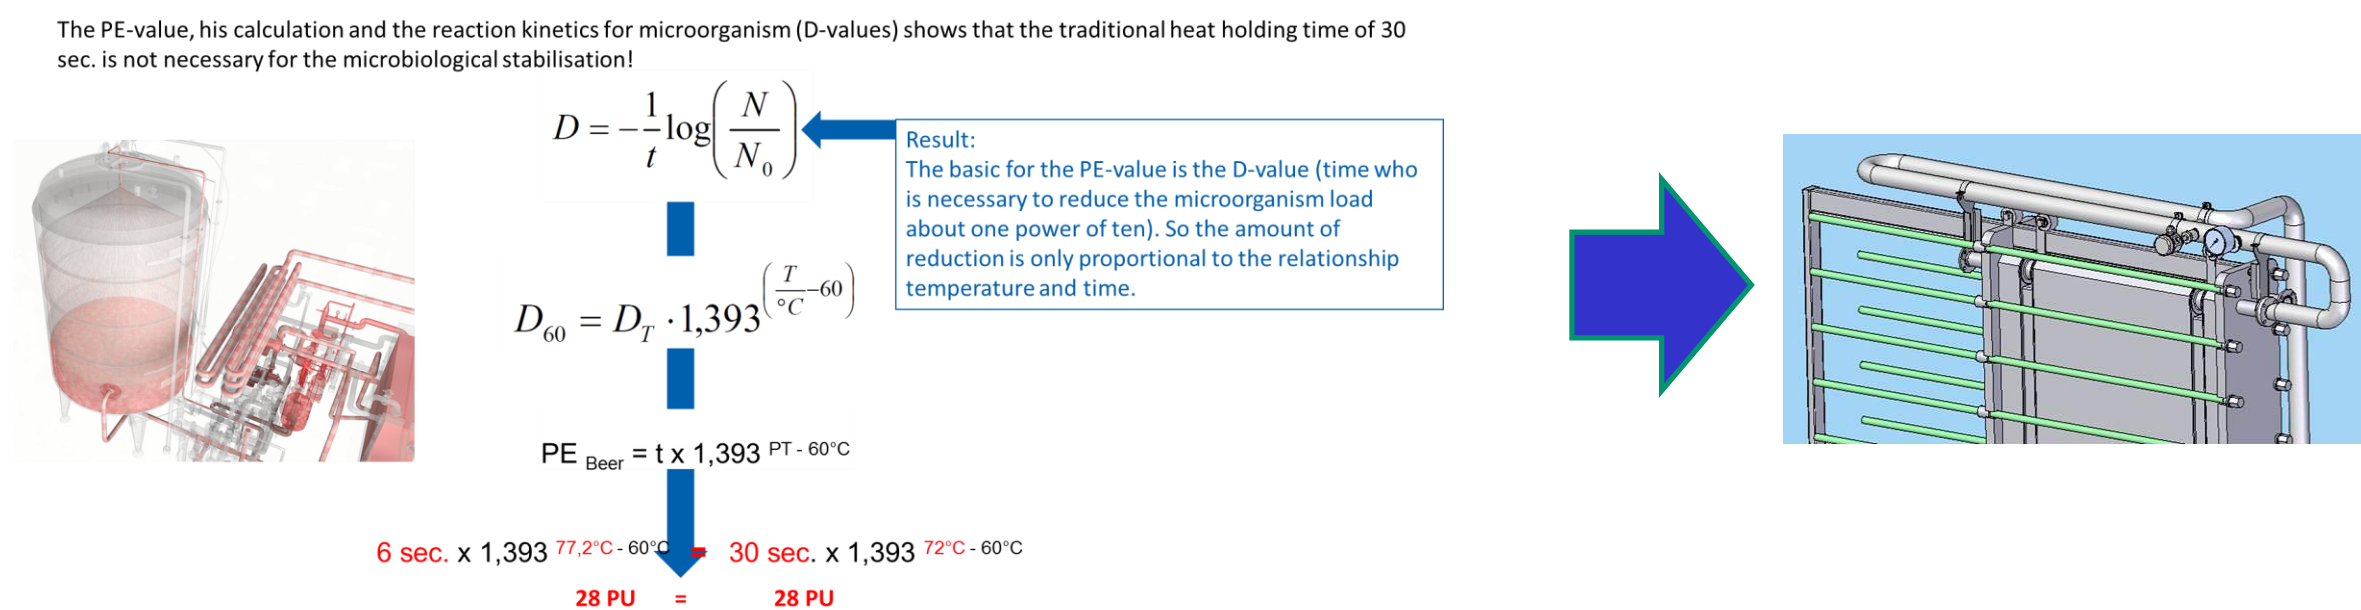 The PE-value, his calculation and the reaction kinetics for microorganism (D-values) shows that the traditional heat holding time of 30
sec. is not necessary for the microbiological stabilisation!
D = -1/t log(N/N₀)
Result:
The basic for the PE-value is the D-value (time who
is necessary to reduce the microorganism load
about one power of ten). So the amount of
reduction is only proportional to the relationship
temperature and time.
D₆₀ = D_T · 1,393^(T/°C −60)
PE Beer = t x 1,393 PT - 60°C
6 sec. x 1,393 77,2°C - 60°C = 30 sec. x 1,393 72°C - 60°C
28 PU = 28 PU